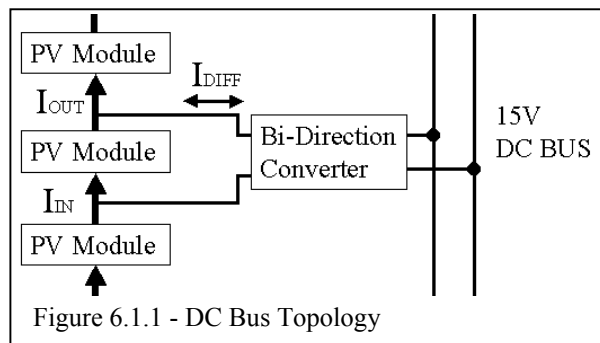 PV Module
IDIFF
IOUT
15V
DC BUS
Bi-Direction
Converter
PV Module
IIN
PV Module
Figure 6.1.1 - DC Bus Topology